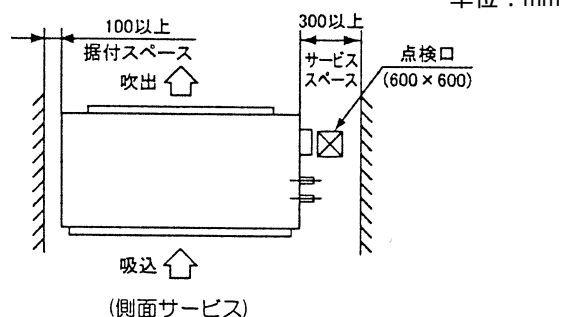 単位：mm
100以上
据付スペース
吹出
300以上
サービス
スペース
点検口
(600×600)
吸込
(側面サービス)